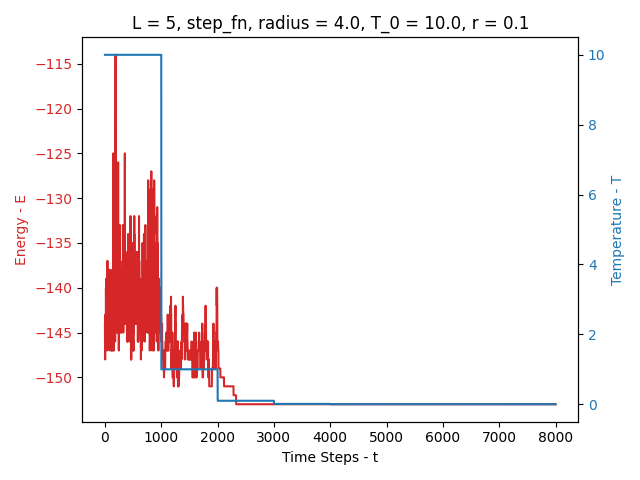 L = 5, step_fn, radius = 4.0, T_0 = 10.0, r = 0.1
Energy - E
−115
−120
−125
−130
−135
−140
−145
−150
10
8
6
4
2
0
Temperature - T
0 1000 2000 3000 4000 5000 6000 7000 8000
Time Steps - t